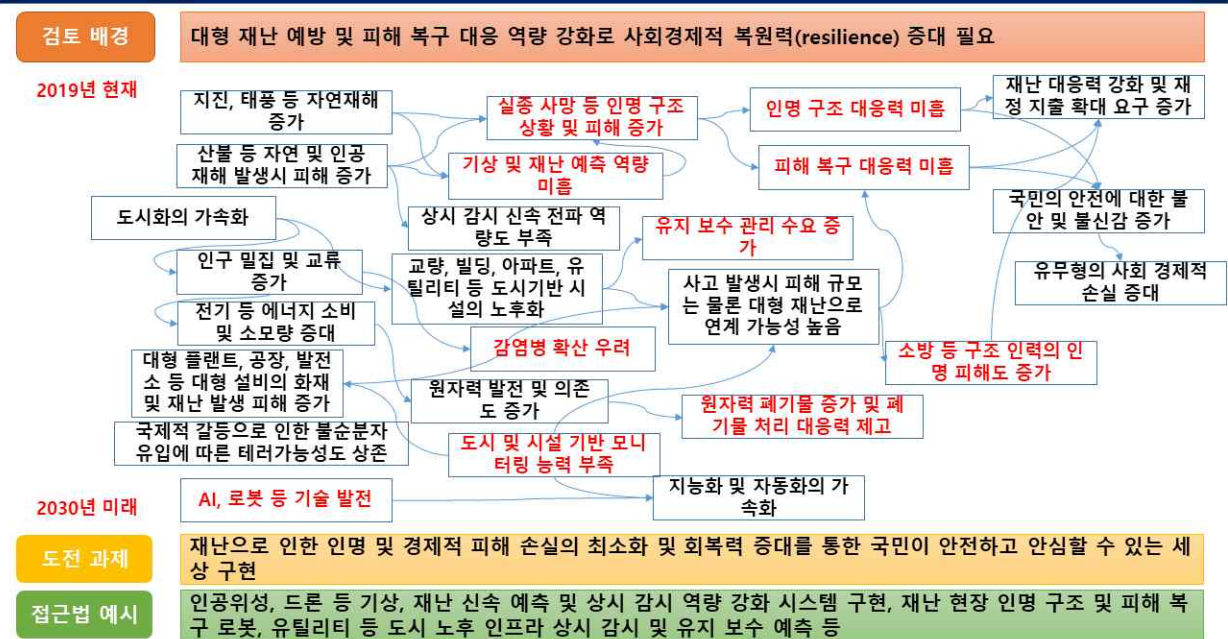 검토 배경
대형 재난 예방 및 피해 복구 대응 역량 강화로 사회경제적 복원력(resilience) 증대 필요
2019년 현재
지진, 태풍 등 자연재해
증가
실종 사망 등 인명 구조
상황 및 피해 증가
인명 구조 대응력 미흡
재난 대응력 강화 및 재
정 지출 확대 요구 증가
산불 등 자연 및 인공
재해 발생시 피해 증가
기상 및 재난 예측 역량
미흡
피해 복구 대응력 미흡
도시화의 가속화
상시 감시 신속 전파 역
량도 부족
유지 보수 관리 수요 증
가
국민의 안전에 대한 불
안 및 불신감 증가
인구 밀집 및 교류
증가
교량, 빌딩, 아파트, 유
틸리티 등 도시기반 시
설의 노후화
사고 발생시 피해 규모
는 물론 대형 재난으로
연계 가능성 높음
유무형의 사회 경제적
손실 증대
전기 등 에너지 소비
및 소모량 증대
감염병 확산 우려
소방 등 구조 인력의 인
명 피해도 증가
대형 플랜트, 공장, 발전
소 등 대형 설비의 화재
및 재난 발생 피해 증가
원자력 발전 및 의존
도 증가
원자력 폐기물 증가 및 폐
기물 처리 대응력 제고
국제적 갈등으로 인한 불순분자
유입에 따른 테러가능성도 상존
도시 및 시설 기반 모니
터링 능력 부족
지능화 및 자동화의 가
속화
2030년 미래
AI, 로봇 등 기술 발전
도전 과제
재난으로 인한 인명 및 경제적 피해 손실의 최소화 및 회복력 증대를 통한 국민이 안전하고 안심할 수 있는 세
상 구현
접근법 예시
인공위성, 드론 등 기상, 재난 신속 예측 및 상시 감시 역량 강화 시스템 구현, 재난 현장 인명 구조 및 피해 복
구 로봇, 유틸리티 등 도시 노후 인프라 상시 감시 및 유지 보수 예측 등